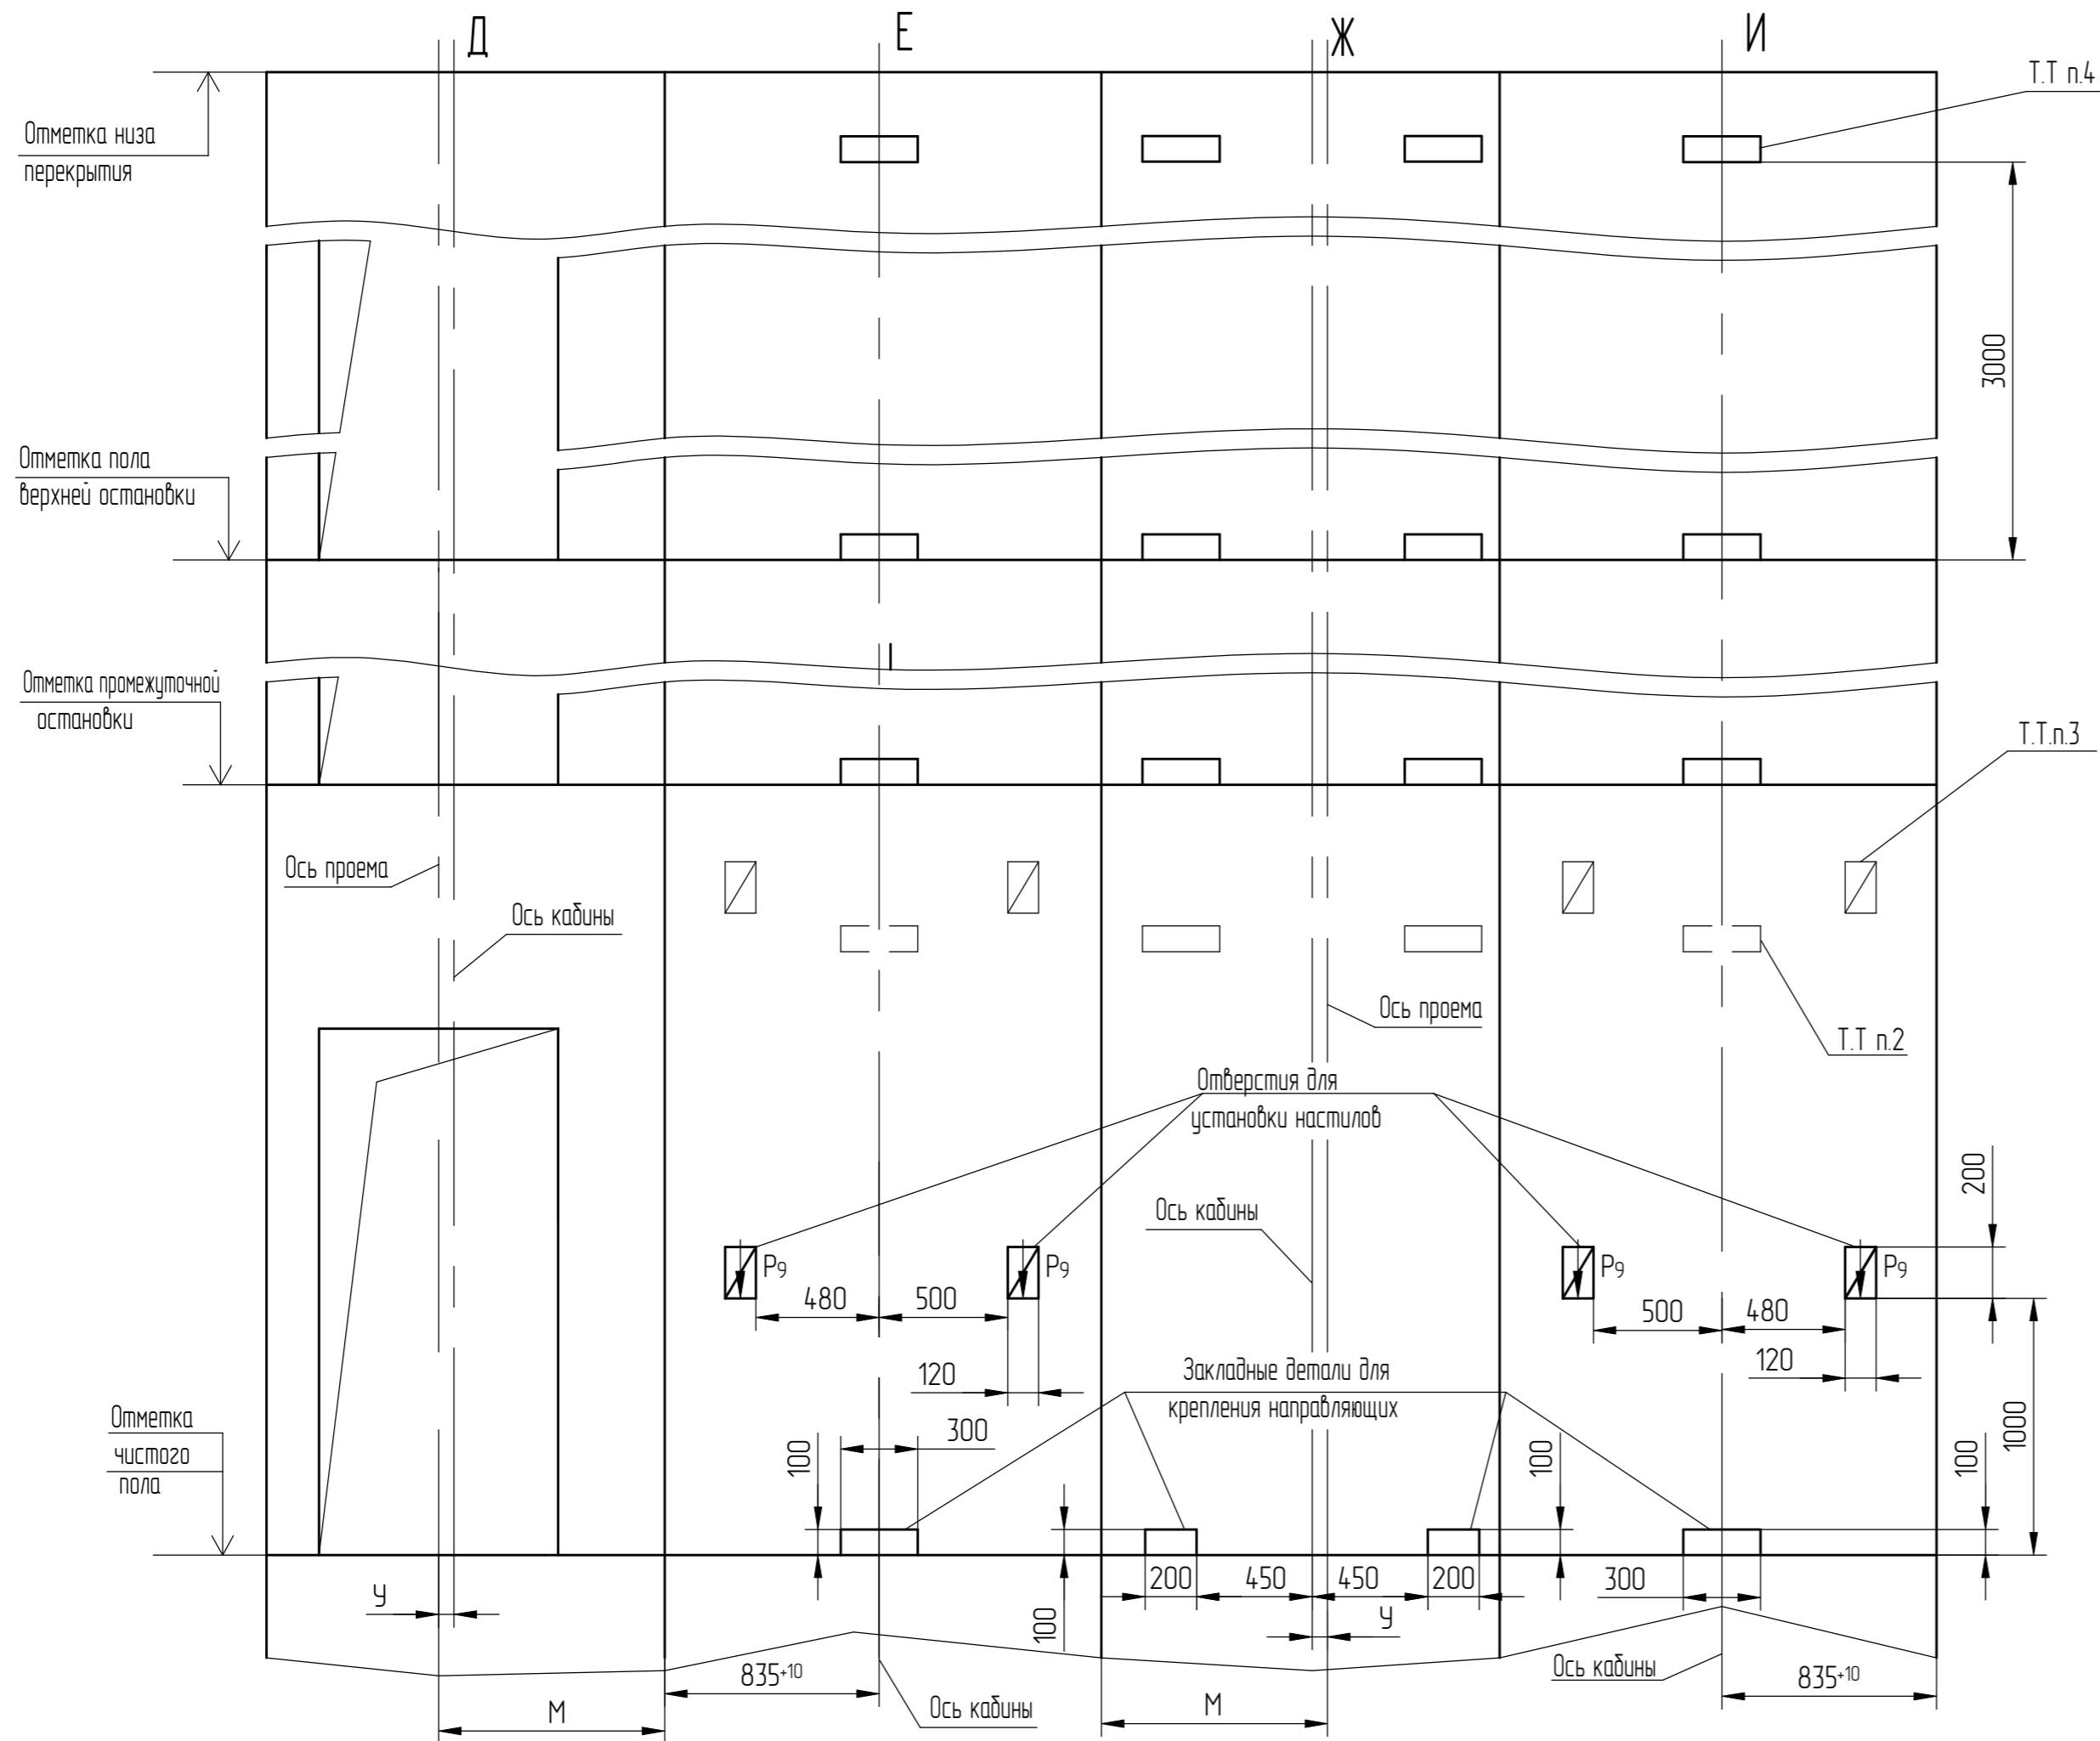 Д
Е
Ж
И
Т.Т п.4
Отметка низа
перекрытия
3000
Отметка пола
верхней остановки
Отметка промежуточной
остановки
Т.Т.п.3
Ось проема
Ось кабины
Ось проема
Т.Т п.2
Отверстия для
установки настилов
200
Ось кабины
Р9
Р9
Р9
Р9
480
500
500
480
120
120
Закладные детали для
крепления направляющих
1000
Отметка
чистого
пола
300
100
100
100
100
200
450
450
200
300
У
У
835+10
Ось кабины
835+10
М
Ось кабины
М